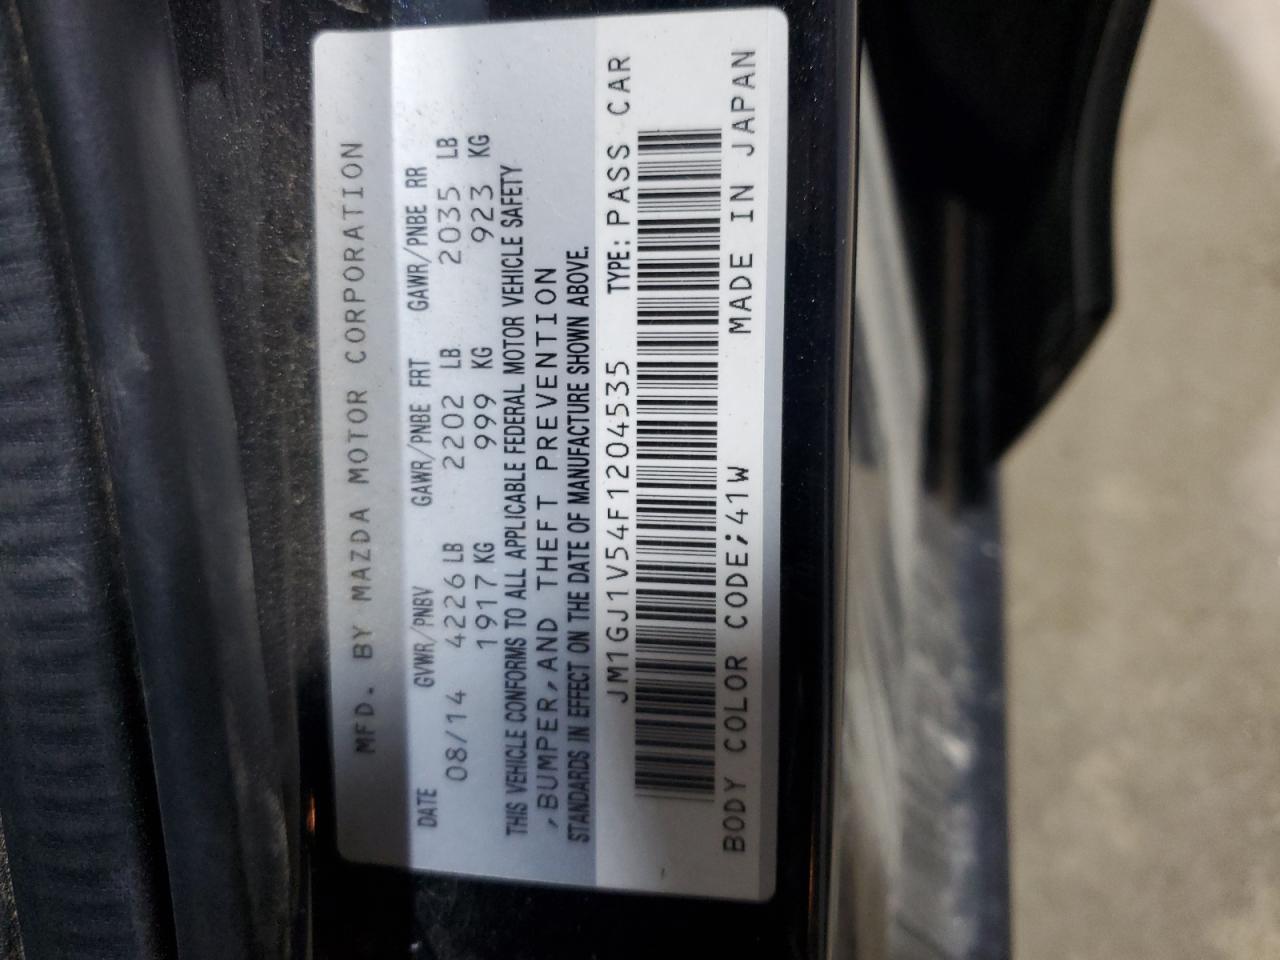 MFD. BY MAZDA MOTOR CORPORATION
DATE GVWR/PNBV GAWR/PNBE FRT GAWR/PNBE RR
08/14 4226 LB 2202 LB 2035 LB
1917 KG 999 KG 923 KG
THIS VEHICLE CONFORMS TO ALL APPLICABLE FEDERAL MOTOR VEHICLE SAFETY
,BUMPER,AND THEFT PREVENTION
STANDARDS IN EFFECT ON THE DATE OF MANUFACTURE SHOWN ABOVE.
JM1GJ1V54F1204535 TYPE: PASS CAR
BODY COLOR CODE;41W MADE IN JAPAN